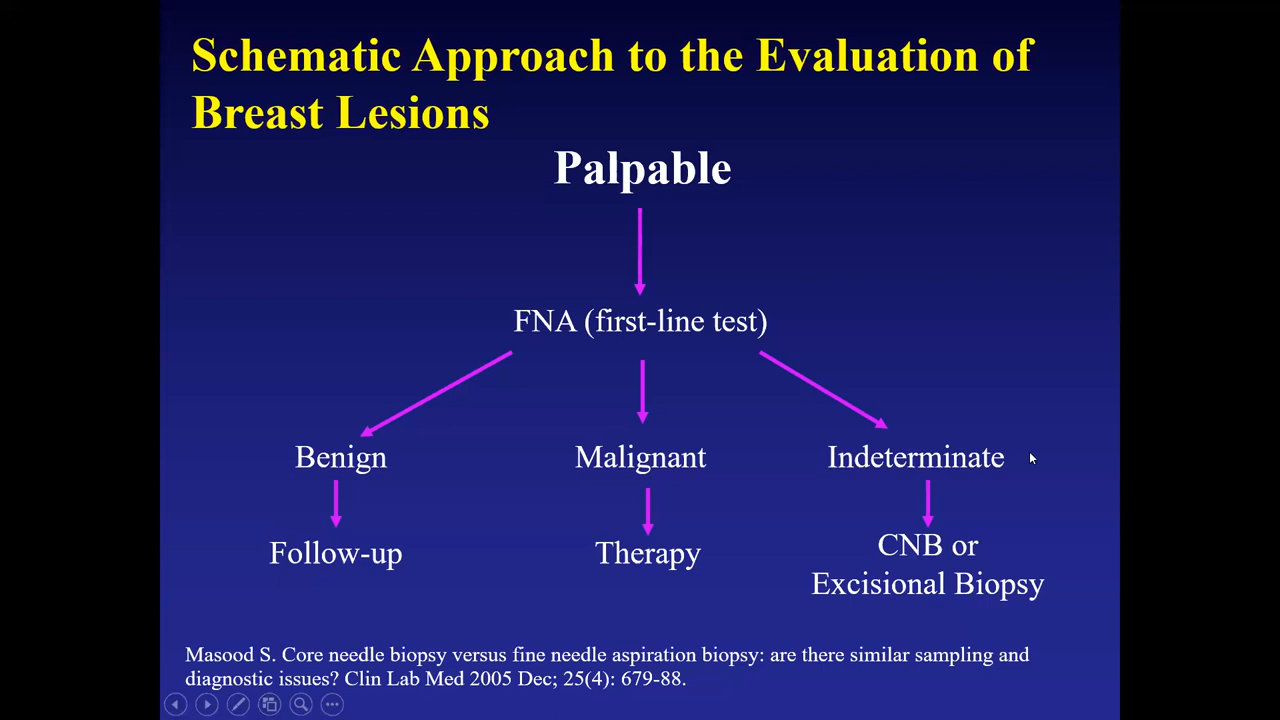 Schematic Approach to the Evaluation of
Breast Lesions
Palpable
FNA (first-line test)
Benign
Malignant
Indeterminate
Follow-up
Therapy
CNB or
Excisional Biopsy
Masood S. Core needle biopsy versus fine needle aspiration biopsy: are there similar sampling and
diagnostic issues? Clin Lab Med 2005 Dec; 25(4): 679-88.